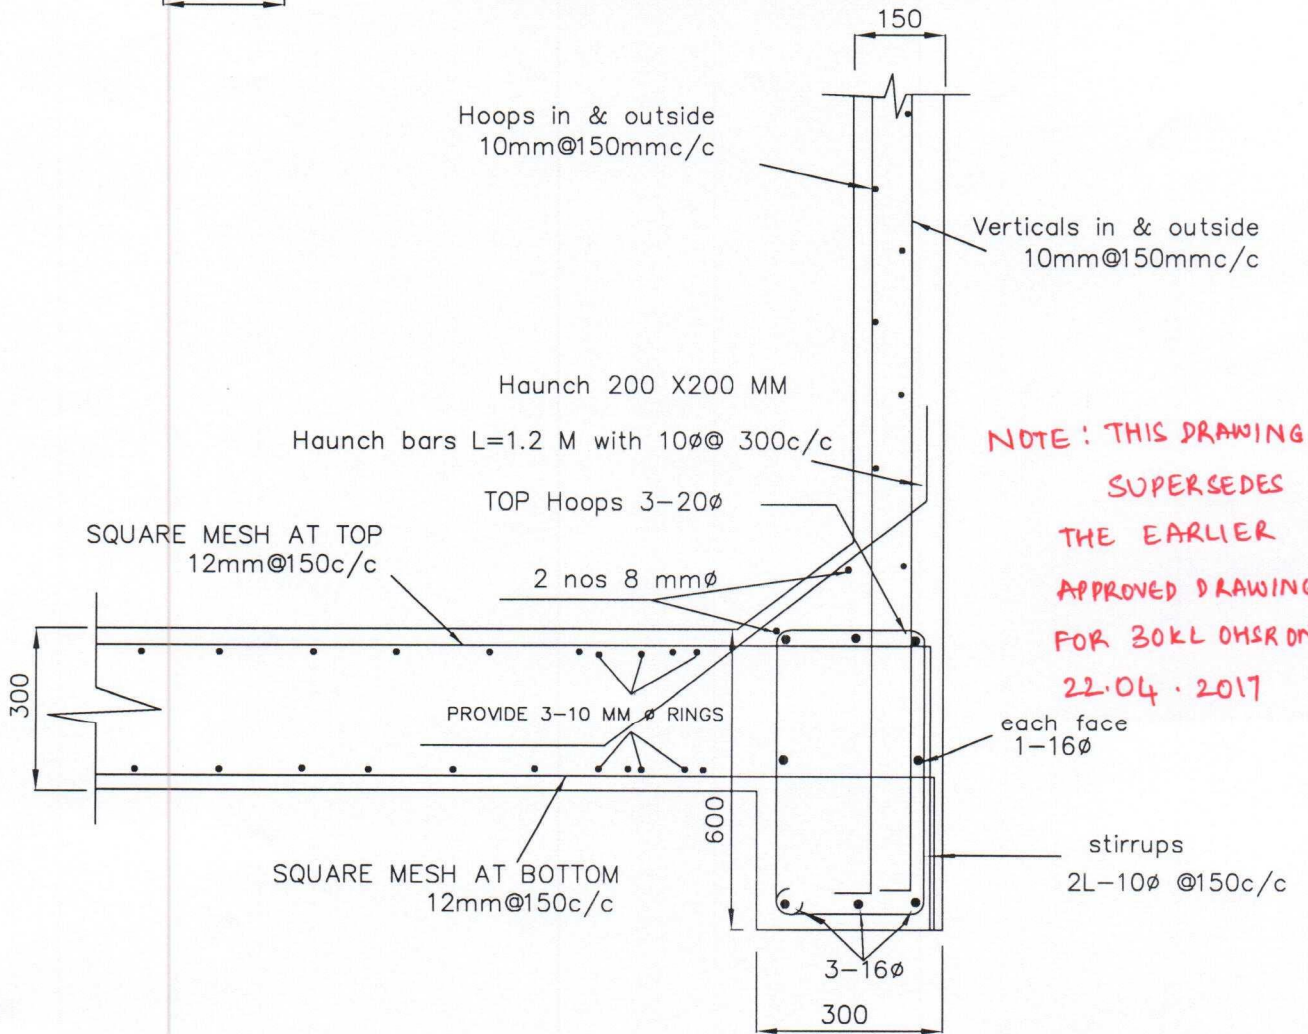 150
Hoops in & outside
10mm@150mmc/c
Verticals in & outside
10mm@150mmc/c
Haunch 200 X200 MM
Haunch bars L=1.2 M with 10ø@ 300c/c
TOP Hoops 3-20ø
SQUARE MESH AT TOP
12mm@150c/c
2 nos 8 mmø
NOTE : THIS DRAWING
SUPERSEDES
THE EARLIER
APPROVED DRAWING
FOR 30KL OHSR ON
22.04.2017
300
PROVIDE 3-10 MM ø RINGS
each face
1-16ø
600
stirrups
2L-10ø @150c/c
SQUARE MESH AT BOTTOM
12mm@150c/c
3-16ø
300